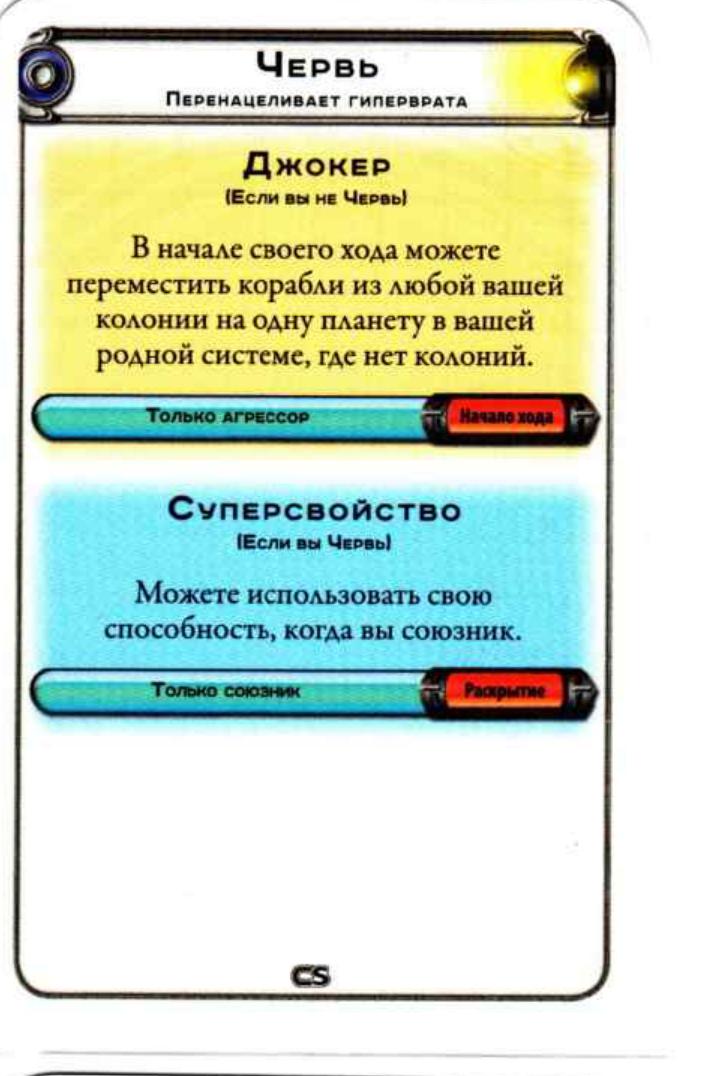 Червь
Перенацеливает гиперврата
Джокер
(Если вы не Червь)
В начале своего хода можете
переместить корабли из любой вашей
колонии на одну планету в вашей
родной системе, где нет колоний.
Только агрессор Начало хода
Суперсвойство
(Если вы Червь)
Можете использовать свою
способность, когда вы союзник.
Только союзник Раскрытие
CS